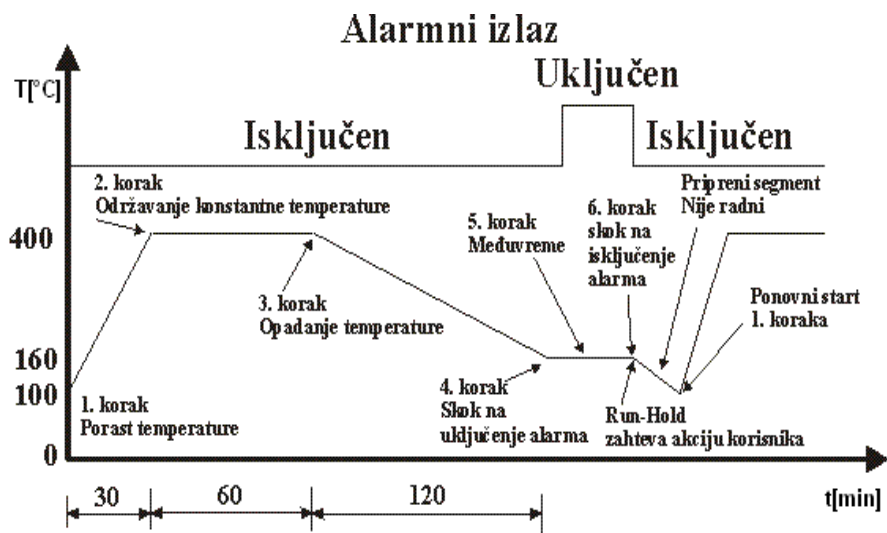 Alarmni izlaz
T[°C]
Uključen
Isključen
Isključen
2. korak
Održavanje konstantne temperature
Pripreni segment
Nije radni
5. korak
Međuvreme
6. korak
skok na
isključenje
alarma
400
3. korak
Opadanje temperature
Ponovni start
1. koraka
160
100
1. korak
Porast temperature
4. korak
Skok na
uključenje alarma
Run-Hold
zahteva akciju korisnika
0
30
60
120
t[min]